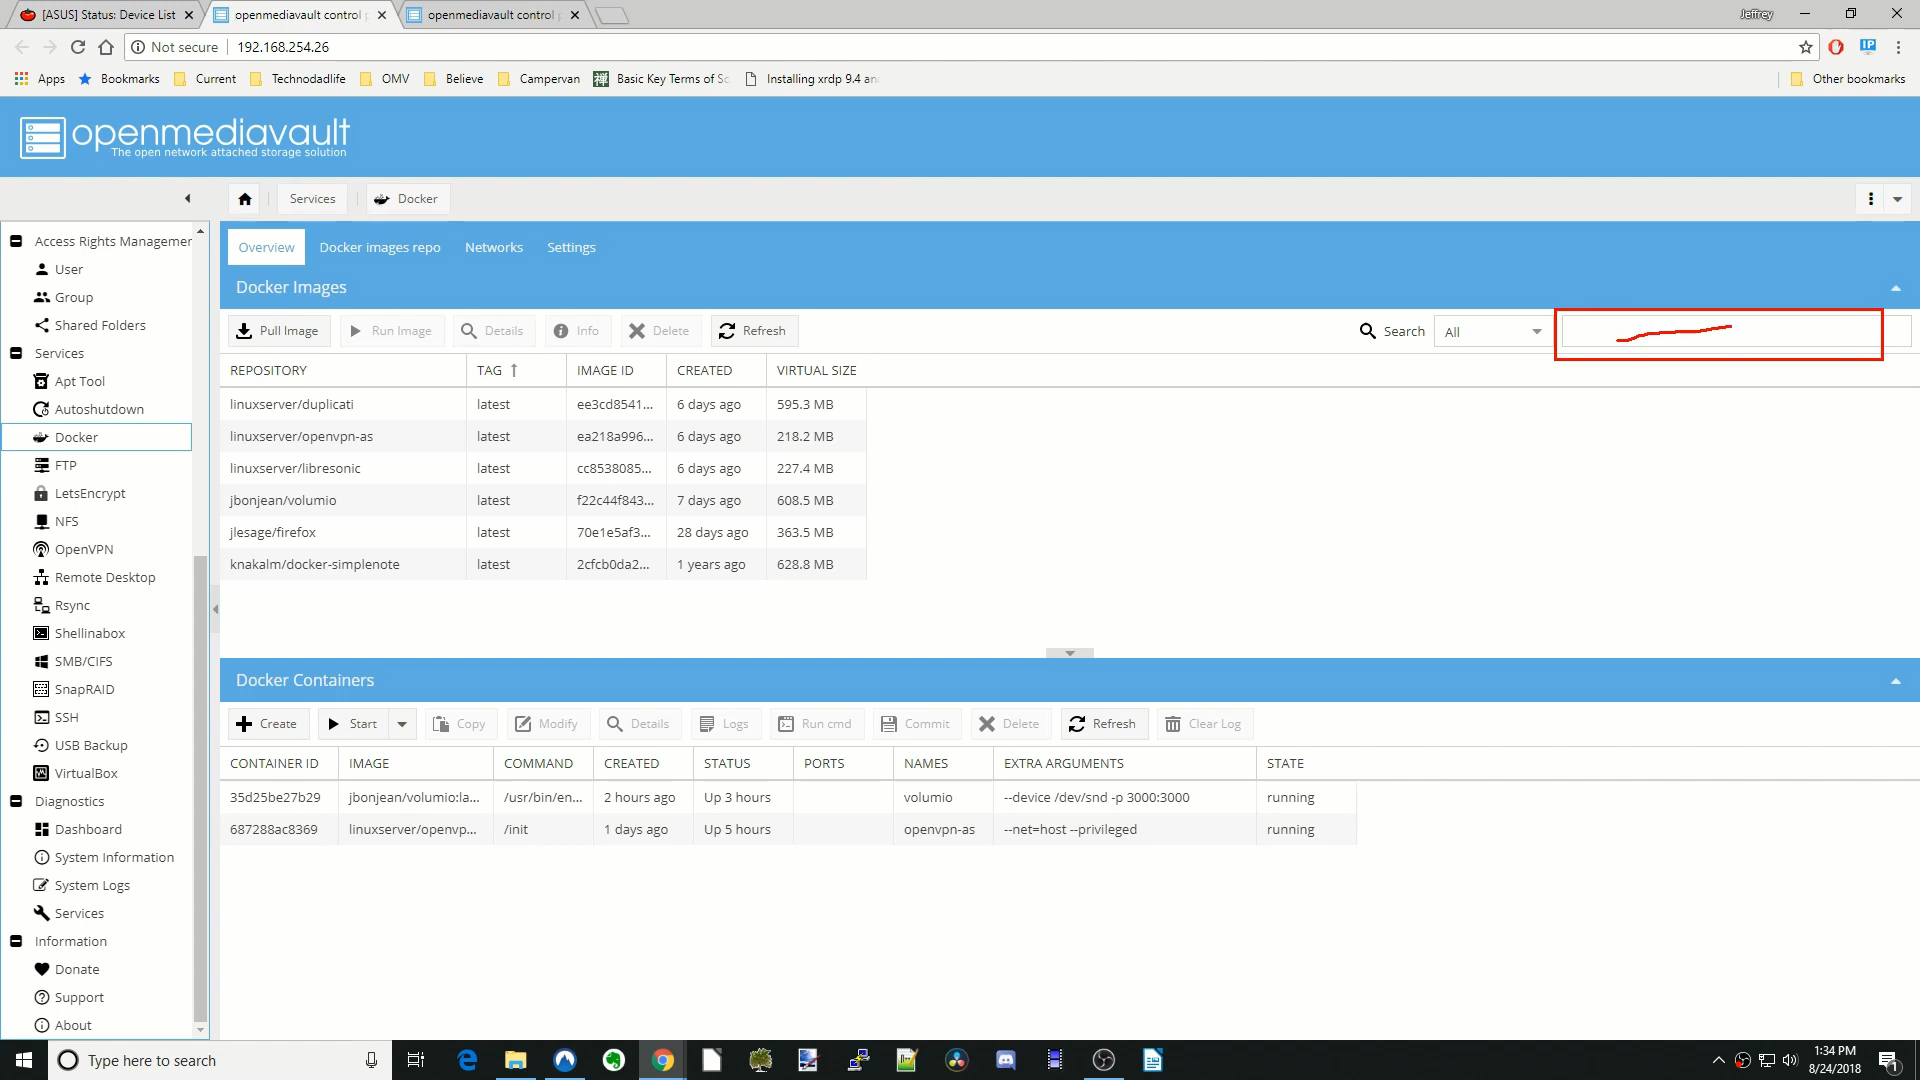 [ASUS] Status: Device List
openmediavault control p
openmediavault control p
Jeffrey
Not secure
192.168.254.26
IP
Apps
Bookmarks
Current
Technodadlife
OMV
Believe
Campervan
Basic Key Terms of Sc
Installing xrdp 9.4 an
Other bookmarks
openmediavault
The open network attached storage solution
Services
Docker
Access Rights Managemen
User
Group
Shared Folders
Services
Apt Tool
Autoshutdown
Docker
FTP
LetsEncrypt
NFS
OpenVPN
Remote Desktop
Rsync
Shellinabox
SMB/CIFS
SnapRAID
SSH
USB Backup
VirtualBox
Diagnostics
Dashboard
System Information
System Logs
Services
Information
Donate
Support
About
Overview
Docker images repo
Networks
Settings
Docker Images
Pull Image
Run Image
Details
Info
Delete
Refresh
Search
All
REPOSITORY TAG IMAGE ID CREATED VIRTUAL SIZE
linuxserver/duplicati latest ee3cd8541... 6 days ago 595.3 MB
linuxserver/openvpn-as latest ea218a996... 6 days ago 218.2 MB
linuxserver/libresonic latest cc8538085... 6 days ago 227.4 MB
jbonjean/volumio latest f22c44f843... 7 days ago 608.5 MB
jlesage/firefox latest 70e1e5af3... 28 days ago 363.5 MB
knakalm/docker-simplenote latest 2cfcb0da2... 1 years ago 628.8 MB
Docker Containers
Create
Start
Copy
Modify
Details
Logs
Run cmd
Commit
Delete
Refresh
Clear Log
CONTAINER ID IMAGE COMMAND CREATED STATUS PORTS NAMES EXTRA ARGUMENTS STATE
35d25be27b29 jbonjean/volumio:la... /usr/bin/en... 2 hours ago Up 3 hours volumio --device /dev/snd -p 3000:3000 running
687288ac8369 linuxserver/openvp... /init 1 days ago Up 5 hours openvpn-as --net=host --privileged running
Type here to search
1:34 PM
8/24/2018
1